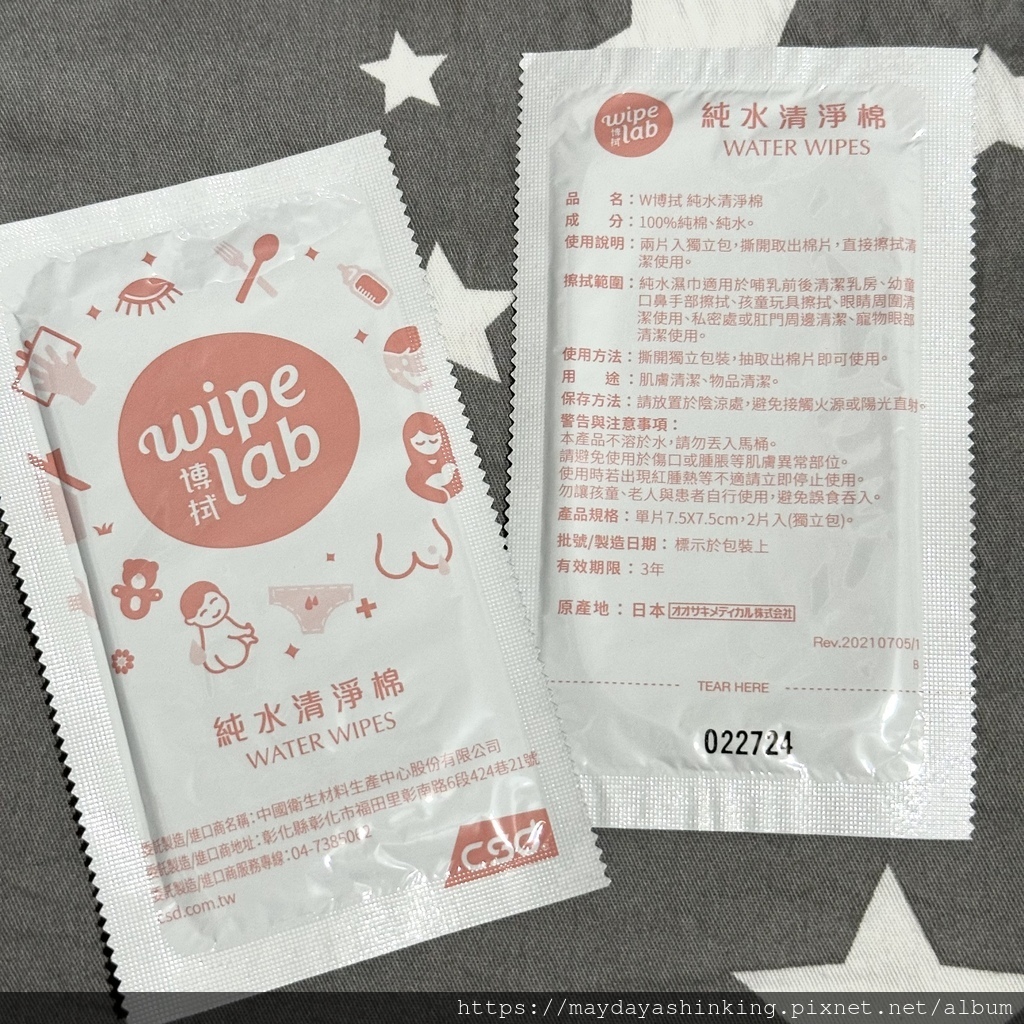 wipe
lab
博拭
純水清淨棉
WATER WIPES
委託製造/進口商名稱：中國衛生材料生產中心股份有限公司
委託製造/進口商地址：彰化縣彰化市福田里彰南路6段424巷21號
委託製造/進口商服務專線：04-7385002
csd.com.tw
csd
wipe
lab
博拭
純水清淨棉
WATER WIPES
品 名：W博拭 純水清淨棉
成 分：100%純棉、純水。
使用說明：兩片入獨立包，撕開取出棉片，直接擦拭清
潔使用。
擦拭範圍：純水濕巾適用於哺乳前後清潔乳房、幼童
口鼻手部擦拭、孩童玩具擦拭、眼睛周圍清
潔使用、私密處或肛門周邊清潔、寵物眼部
清潔使用。
使用方法：撕開獨立包裝，抽取出棉片即可使用。
用 途：肌膚清潔、物品清潔。
保存方法：請放置於陰涼處，避免接觸火源或陽光直射。
警告與注意事項：
本產品不溶於水，請勿丟入馬桶。
請避免使用於傷口或腫脹等肌膚異常部位。
使用時若出現紅腫熱等不適請立即停止使用。
勿讓孩童、老人與患者自行使用，避免誤食吞入。
產品規格：單片7.5X7.5cm，2片入(獨立包)。
批號/製造日期：標示於包裝上
有效期限：3年
原產地：日本 オオサキメディカル株式会社
Rev.20210705/1
B
TEAR HERE
022724
https://maydayashinking.pixnet.net/album